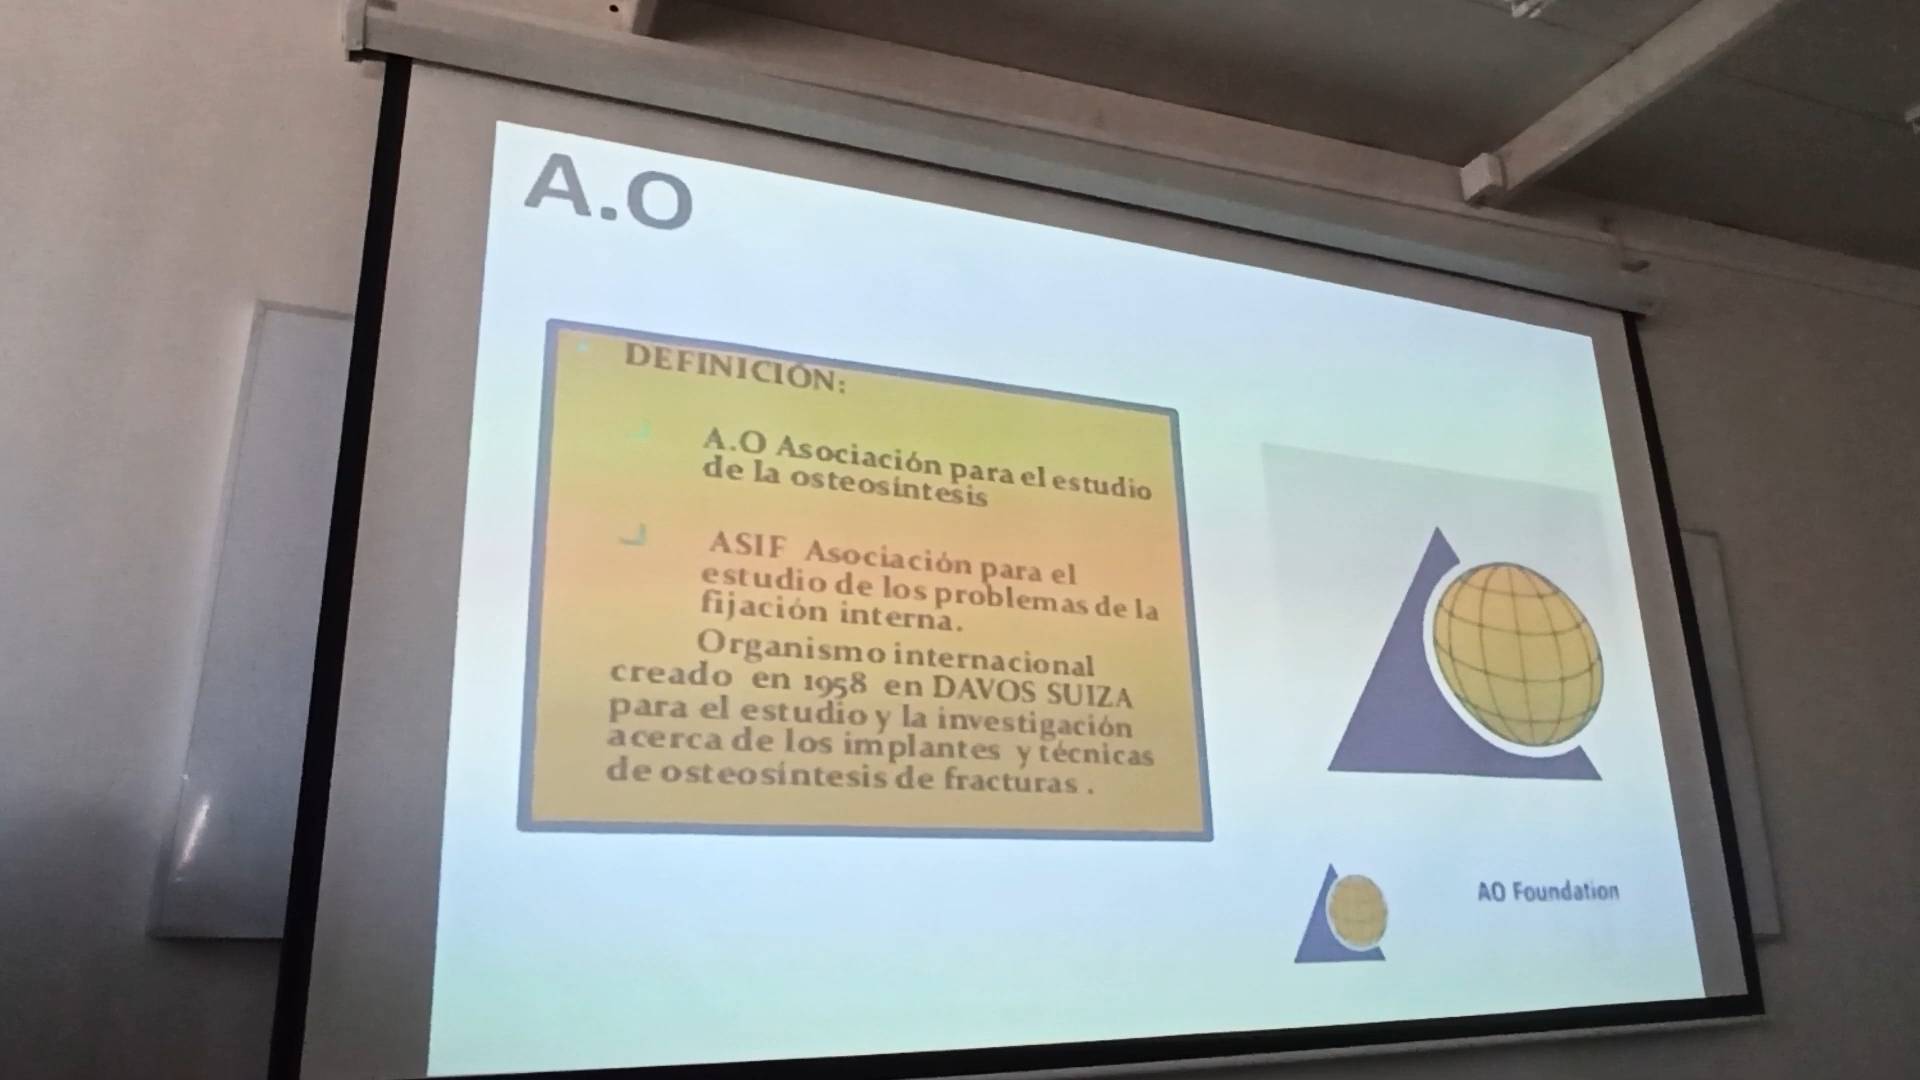 A.O
DEFINICIÓN:
A.O Asociación para el estudio
de la osteosíntesis
ASIF Asociación para el
estudio de los problemas de la
fijación interna.
Organismo internacional
creado en 1958 en DAVOS SUIZA
para el estudio y la investigación
acerca de los implantes y técnicas
de osteosíntesis de fracturas .
AO Foundation